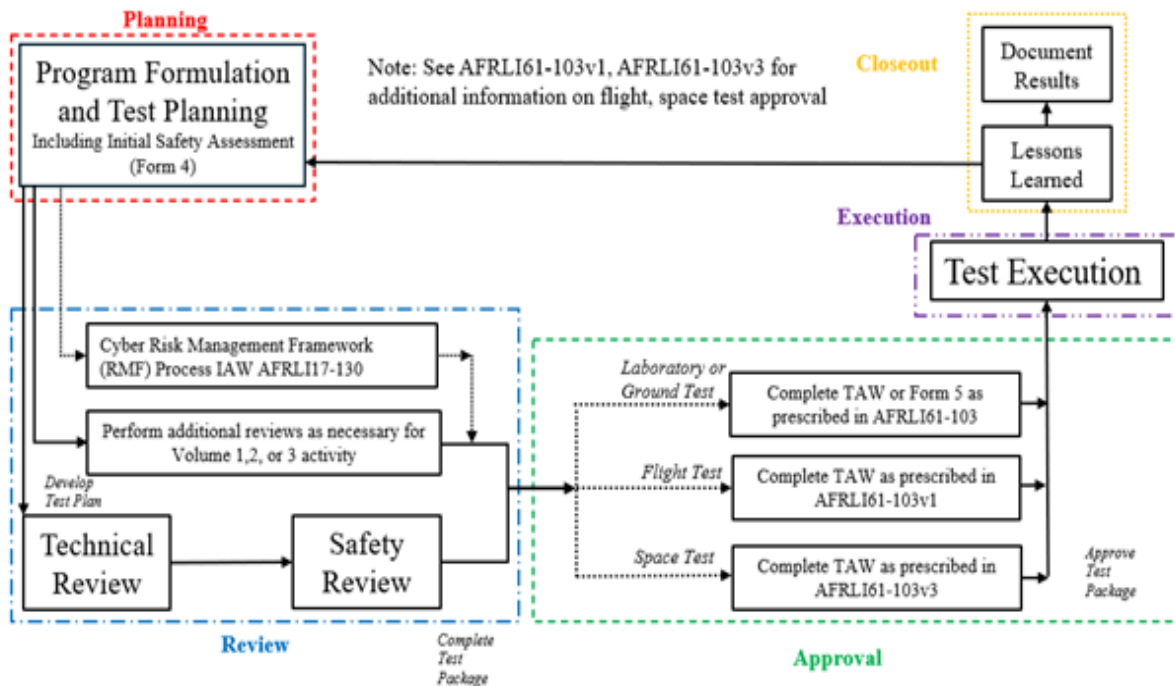 Planning
Program Formulation
and Test Planning
Including Initial Safety Assessment
(Form 4)
Note: See AFRLI61-103v1, AFRLI61-103v3 for
additional information on flight, space test approval
Closeout
Document
Results
Lessons
Learned
Execution
Test Execution
Cyber Risk Management Framework
(RMF) Process IAW AFRLI17-130
Perform additional reviews as necessary for
Volume 1,2, or 3 activity
Develop
Test Plan
Technical
Review
Safety
Review
Review
Complete
Test
Package
Laboratory or
Ground Test
Complete TAW or Form 5 as
prescribed in AFRLI61-103
Flight Test
Complete TAW as prescribed in
AFRLI61-103v1
Space Test
Complete TAW as prescribed in
AFRLI61-103v3
Approve
Test
Package
Approval